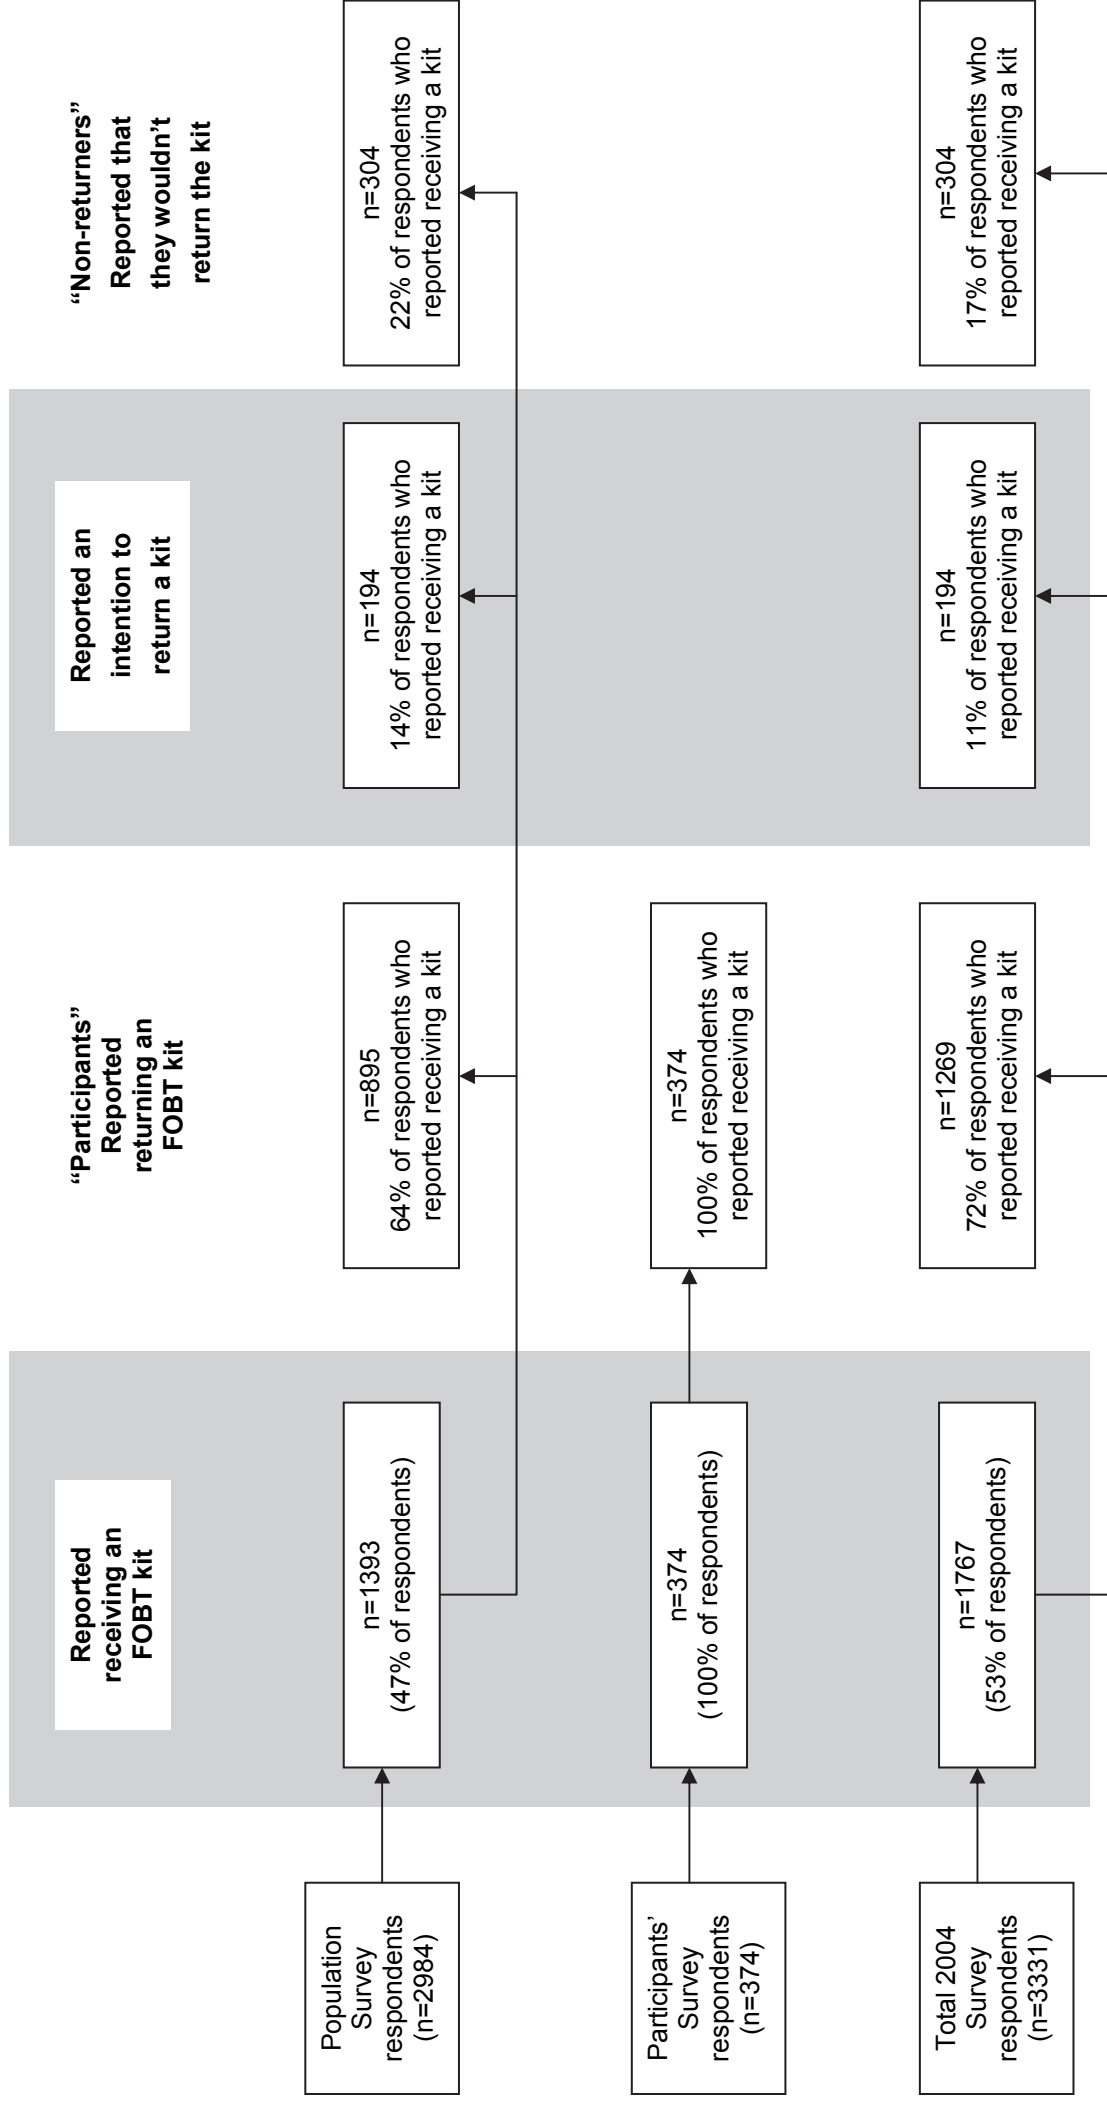 Reported
receiving an
FOBT kit
“Participants”
Reported
returning an
FOBT kit
Reported an
intention to
return a kit
“Non-returners”
Reported that
they wouldn’t
return the kit
Population
Survey
respondents
(n=2984)
n=1393
(47% of respondents)
n=895
64% of respondents who
reported receiving a kit
n=194
14% of respondents who
reported receiving a kit
n=304
22% of respondents who
reported receiving a kit
Participants’
Survey
respondents
(n=374)
n=374
(100% of respondents)
n=374
100% of respondents who
reported receiving a kit
Total 2004
Survey
respondents
(n=3331)
n=1767
(53% of respondents)
n=1269
72% of respondents who
reported receiving a kit
n=194
11% of respondents who
reported receiving a kit
n=304
17% of respondents who
reported receiving a kit